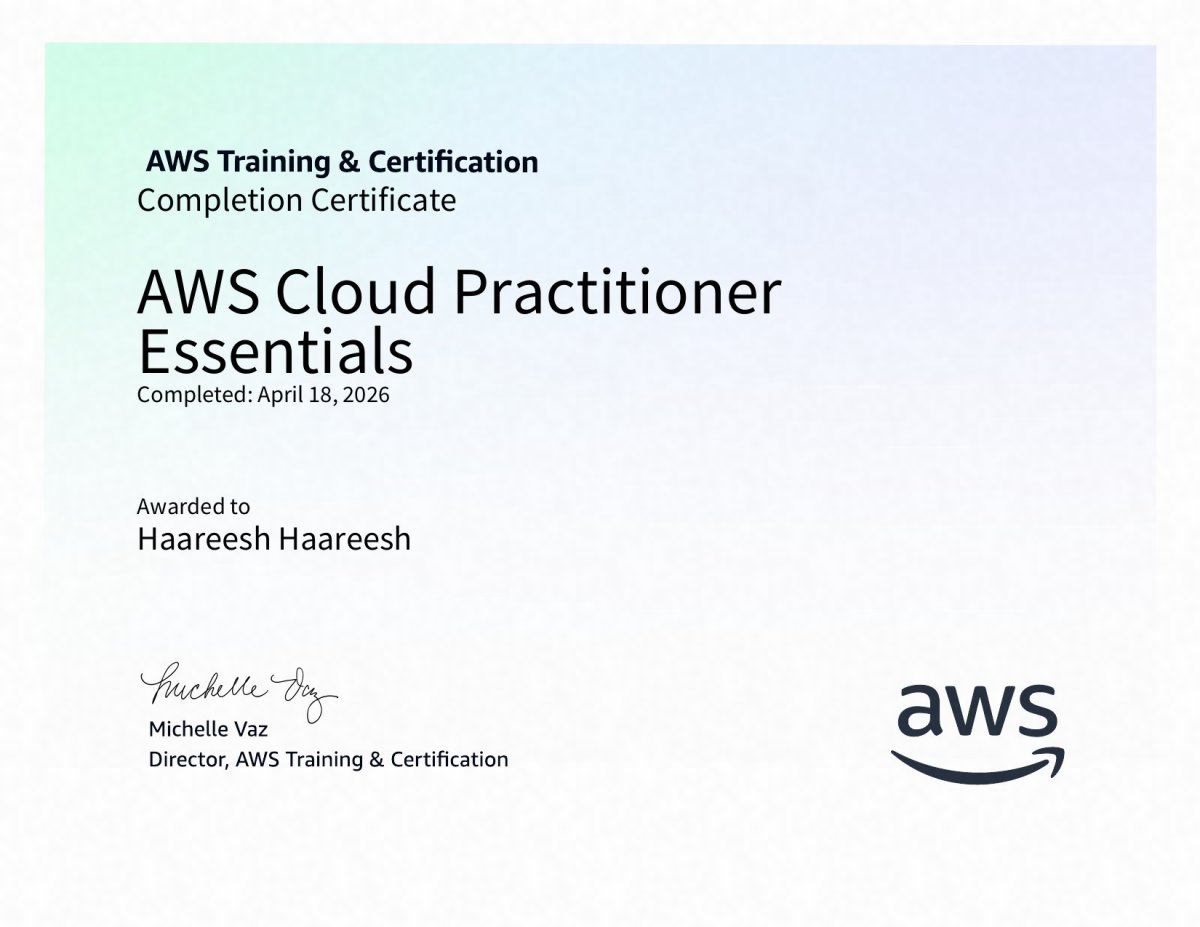 AWS Training & Certification
Completion Certificate
AWS Cloud Practitioner
Essentials
Completed: April 18, 2026
Awarded to
Haareesh Haareesh
Michelle Vaz
Michelle Vaz
Director, AWS Training & Certification
aws